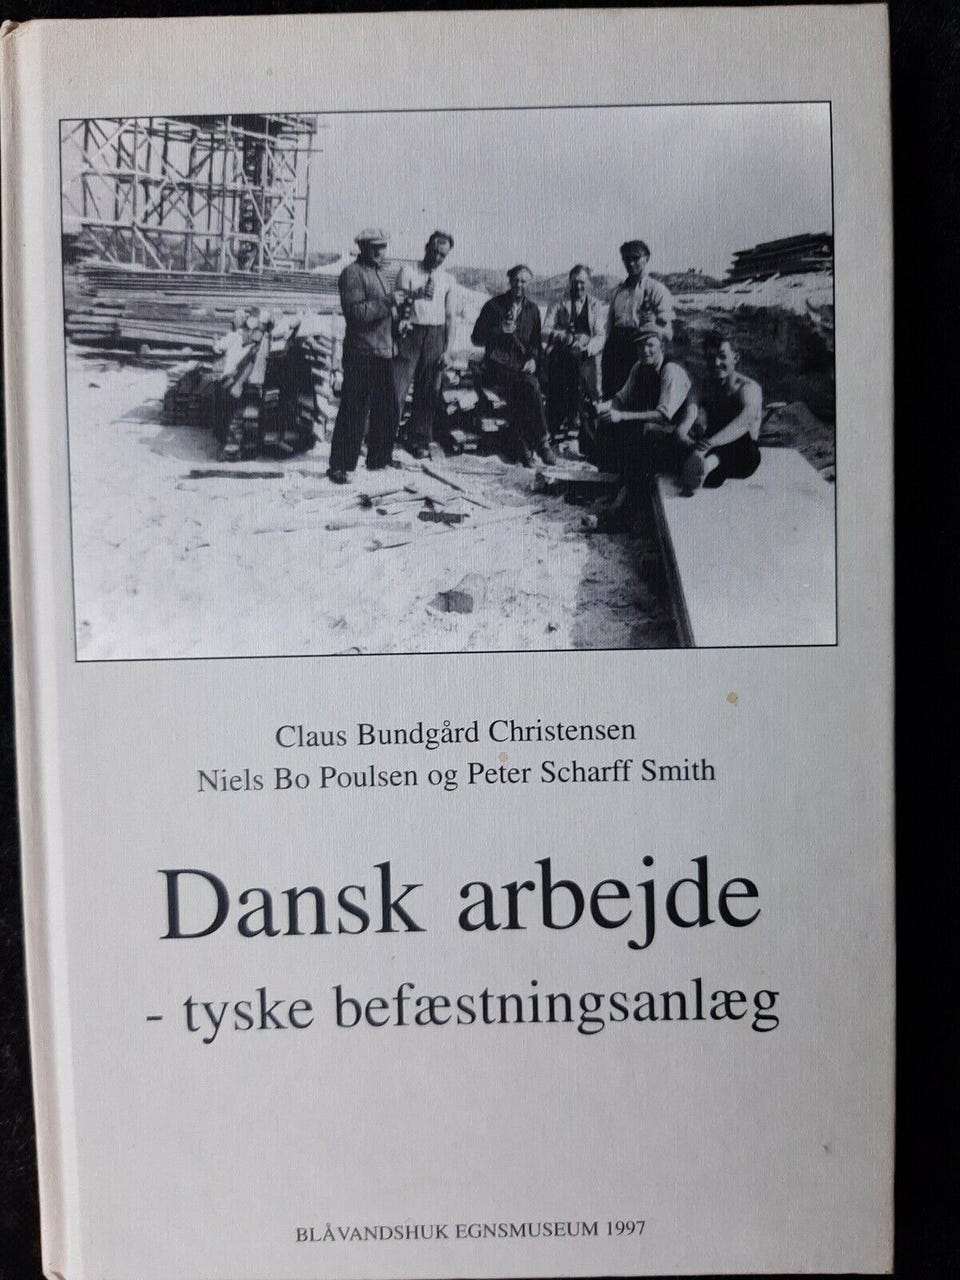 Claus Bundgård Christensen
Niels Bo Poulsen og Peter Scharff Smith
Dansk arbejde
- tyske befæstningsanlæg
BLÅVANDSHUK EGNSMUSEUM 1997